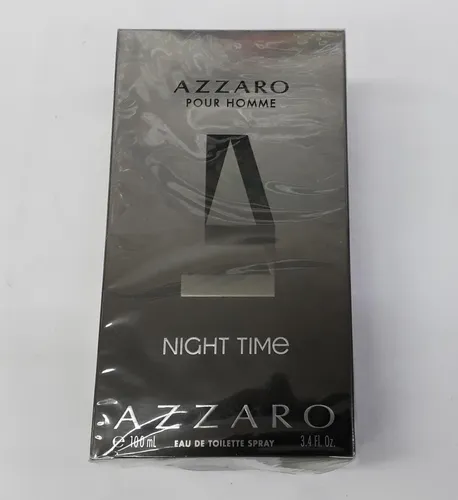 AZZARO
POUR HOMME
NIGHT TIME
AZZARO
℮ 100 mL EAU DE TOILETTE SPRAY 3.4 FL. Oz.